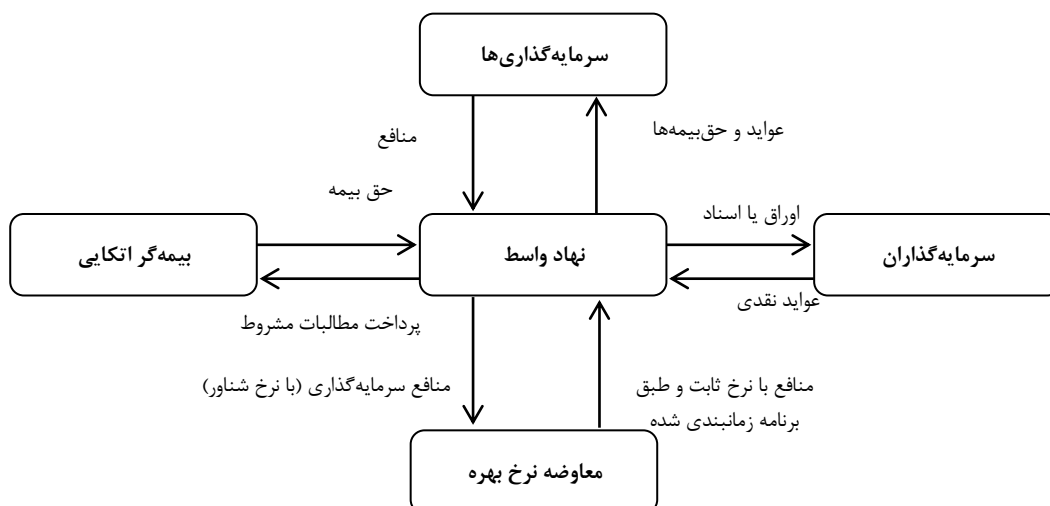 سرمایه‌گذاری‌ها
منافع
عواید و حق‌بیمه‌ها
حق بیمه
اوراق یا اسناد
بیمه‌گر اتکایی
نهاد واسط
سرمایه‌گذاران
عواید نقدی
پرداخت مطالبات مشروط
منافع سرمایه‌گذاری (با نرخ شناور)
منافع با نرخ ثابت و طبق
برنامه زمانبندی شده
معاوضه نرخ بهره